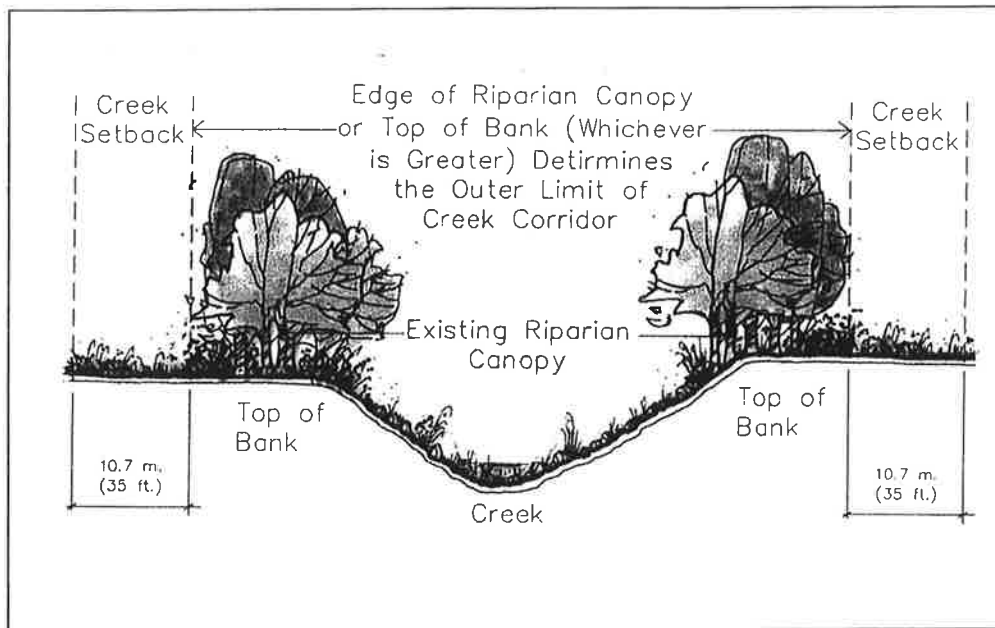 Creek
Setback
Edge of Riparian Canopy
or Top of Bank (Whichever
is Greater) Detirmines
the Outer Limit of
Creek Corridor
Creek
Setback
Existing Riparian
Canopy
Top of
Bank
Top of
Bank
10.7 m.
(35 ft.)
10.7 m.
(35 ft.)
Creek